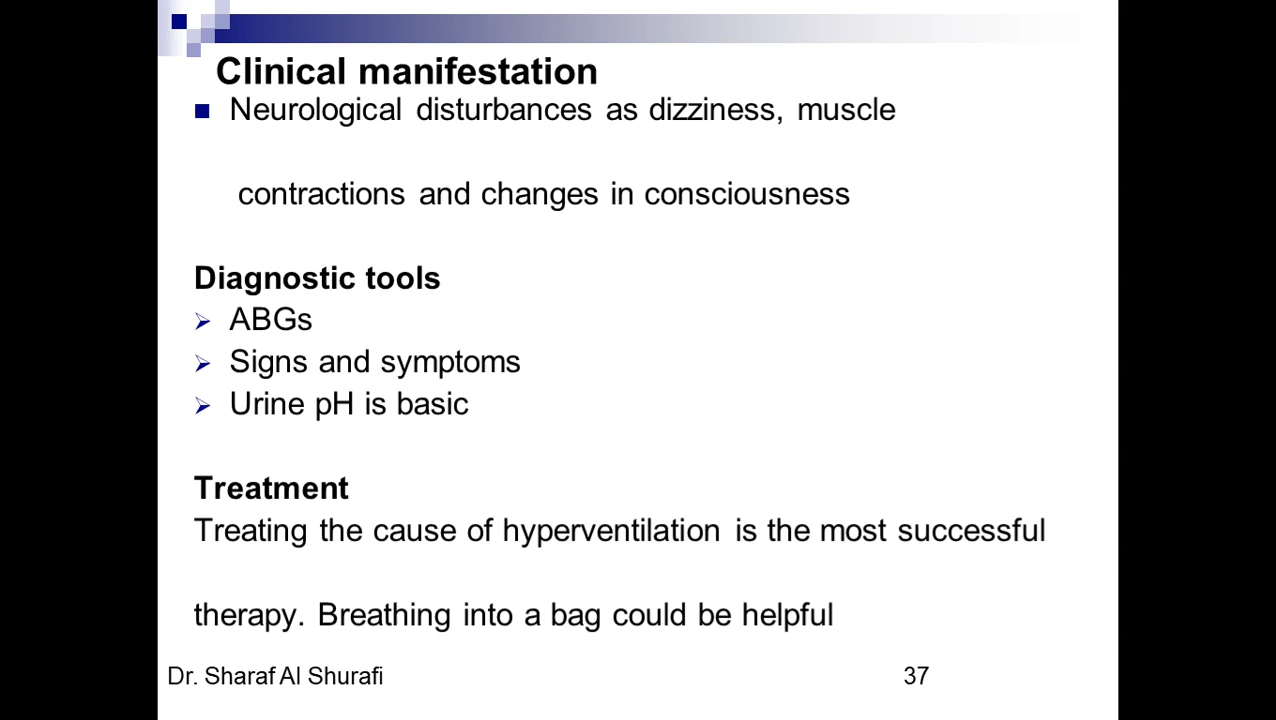 Clinical manifestation
Neurological disturbances as dizziness, muscle
contractions and changes in consciousness
Diagnostic tools
ABGs
Signs and symptoms
Urine pH is basic
Treatment
Treating the cause of hyperventilation is the most successful
therapy. Breathing into a bag could be helpful
Dr. Sharaf Al Shurafi
37